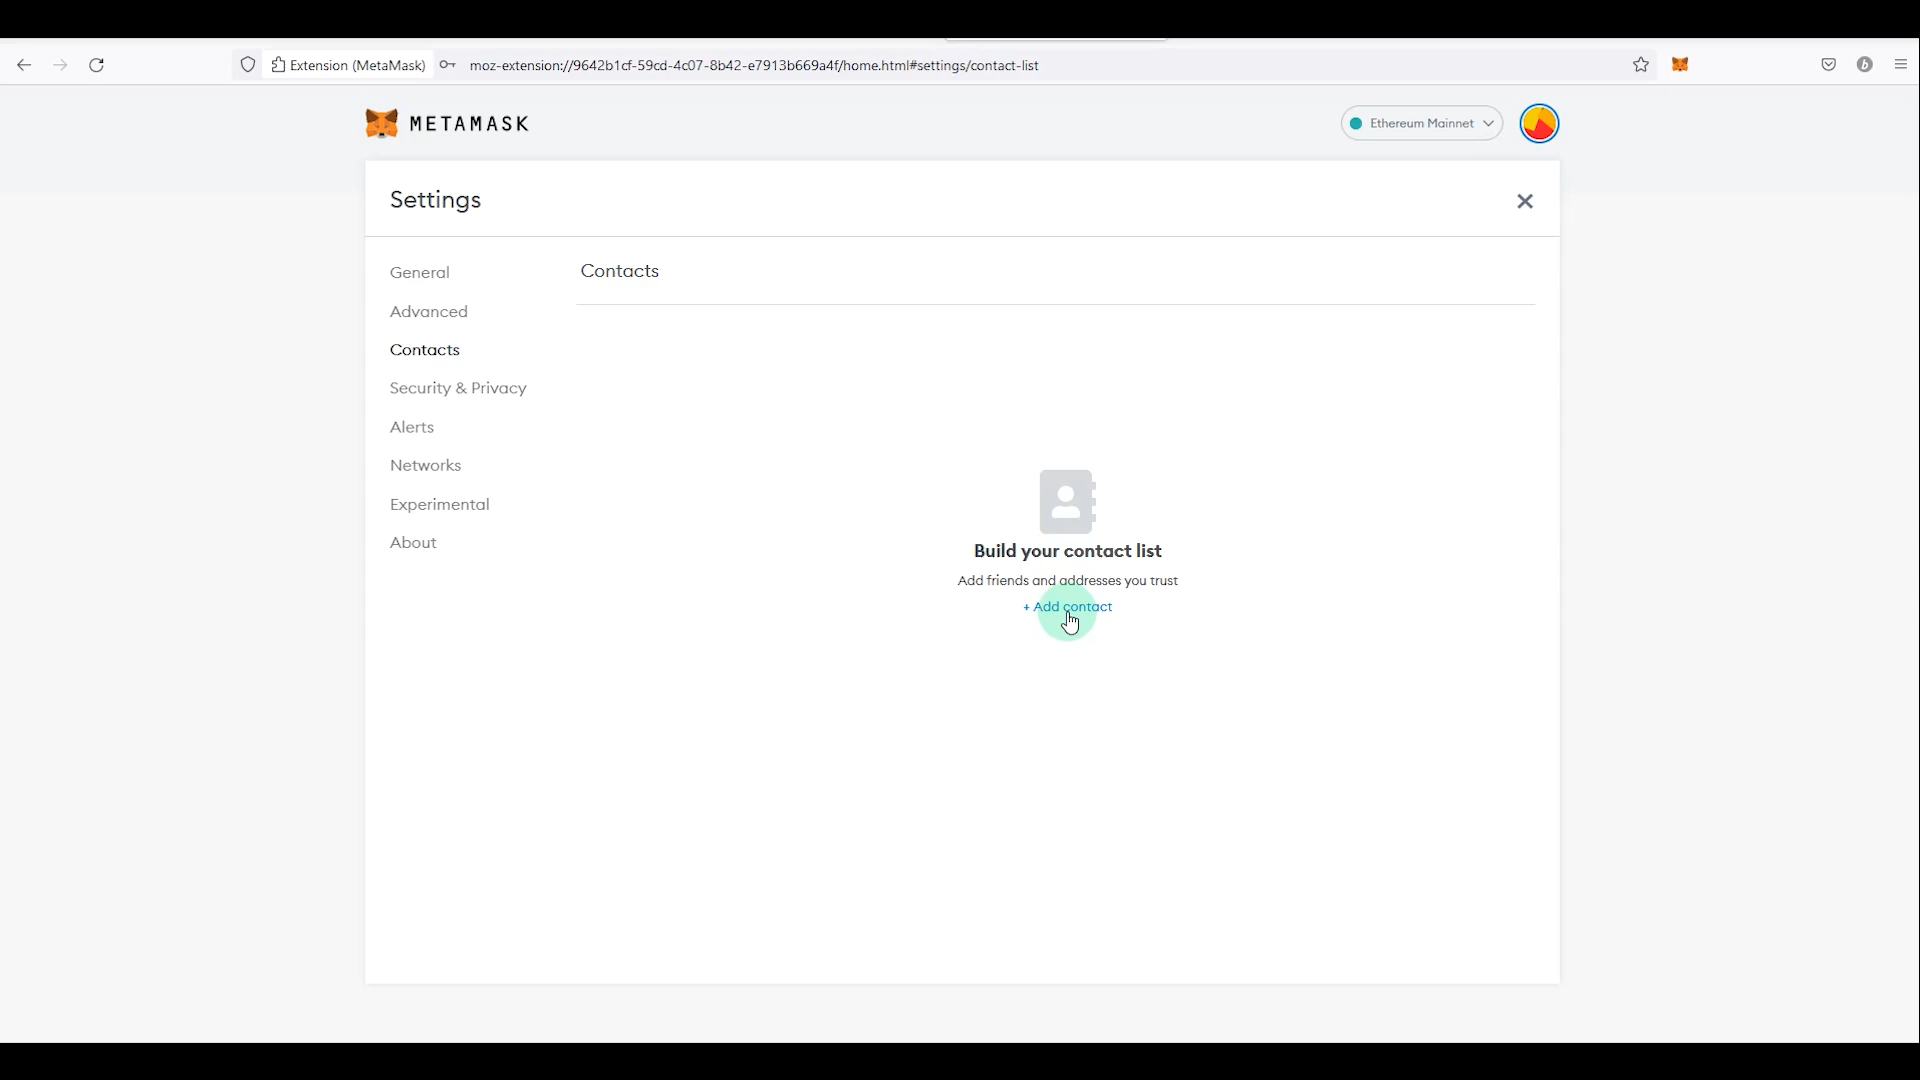 Extension (MetaMask) moz-extension://9642b1cf-59cd-4c07-8b42-e7913b669a4f/home.html#settings/contact-list
METAMASK
Ethereum Mainnet
Settings
General
Advanced
Contacts
Security & Privacy
Alerts
Networks
Experimental
About
Contacts
Build your contact list
Add friends and addresses you trust
+ Add contact